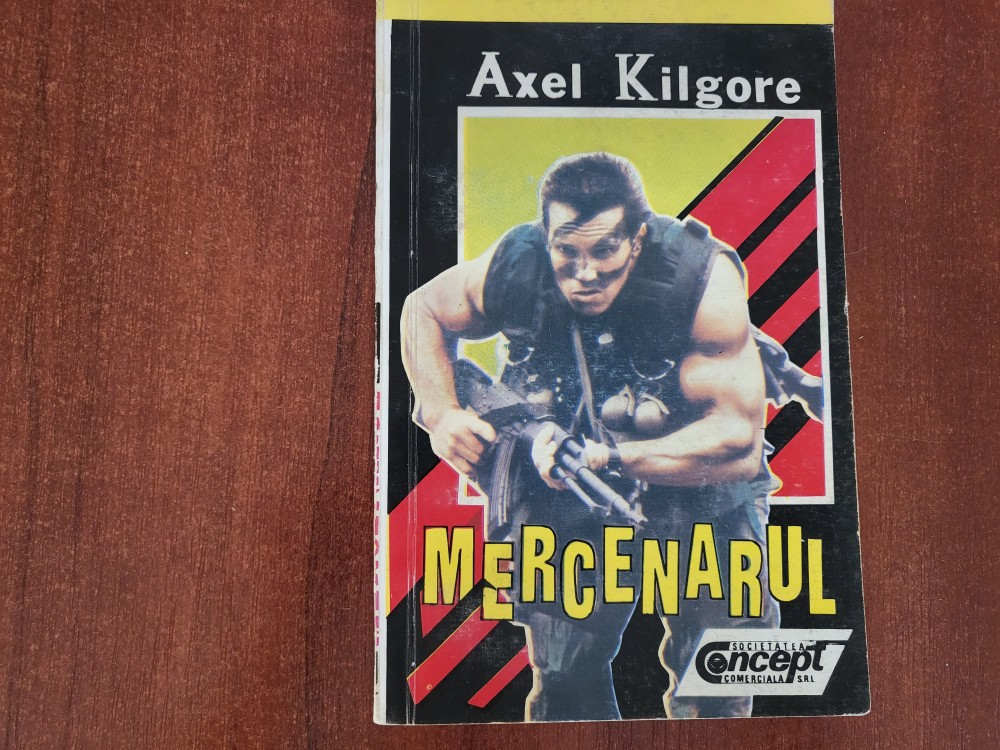 Axel Kilgore
MERCENARUL
SOCIETATEA
Concept
COMERCIALA S.R.L